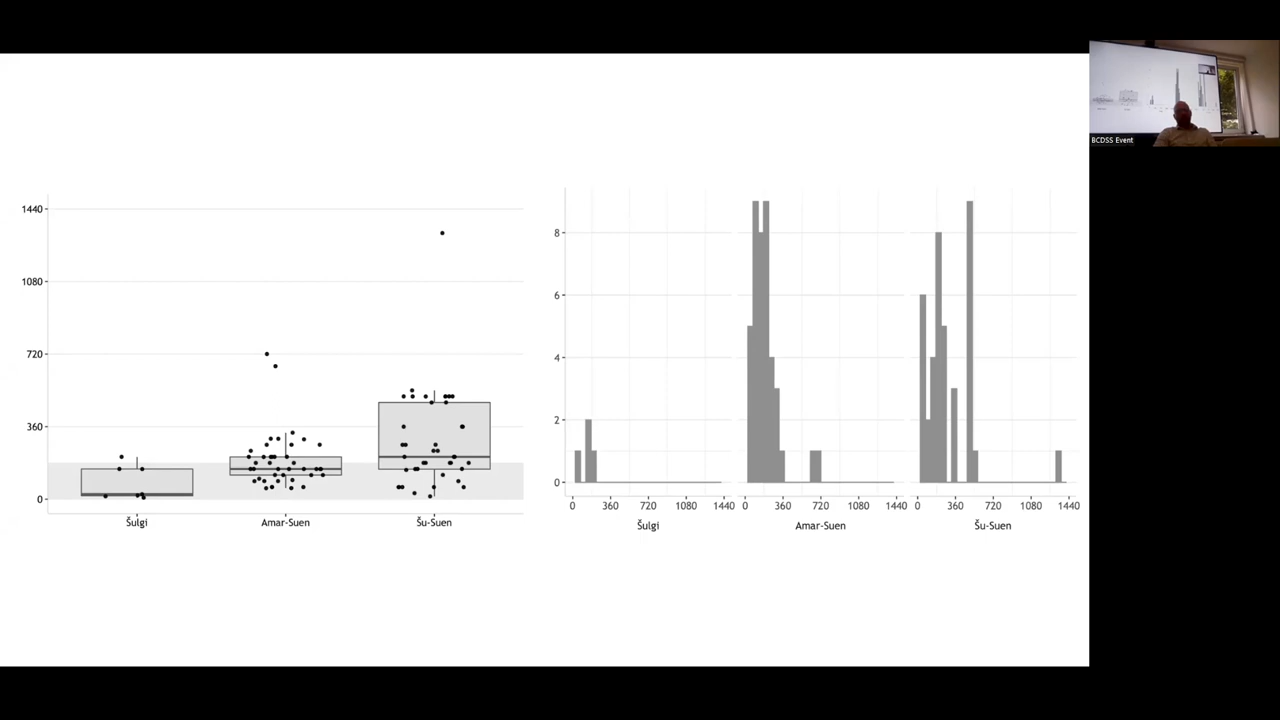 1440
1080
720
360
0
Šulgi
Amar-Suen
Šu-Suen
8
6
4
2
0
0 360 720 1080 1440
0 360 720 1080 1440
0 360 720 1080 1440
Šulgi
Amar-Suen
Šu-Suen
BCDSS Event